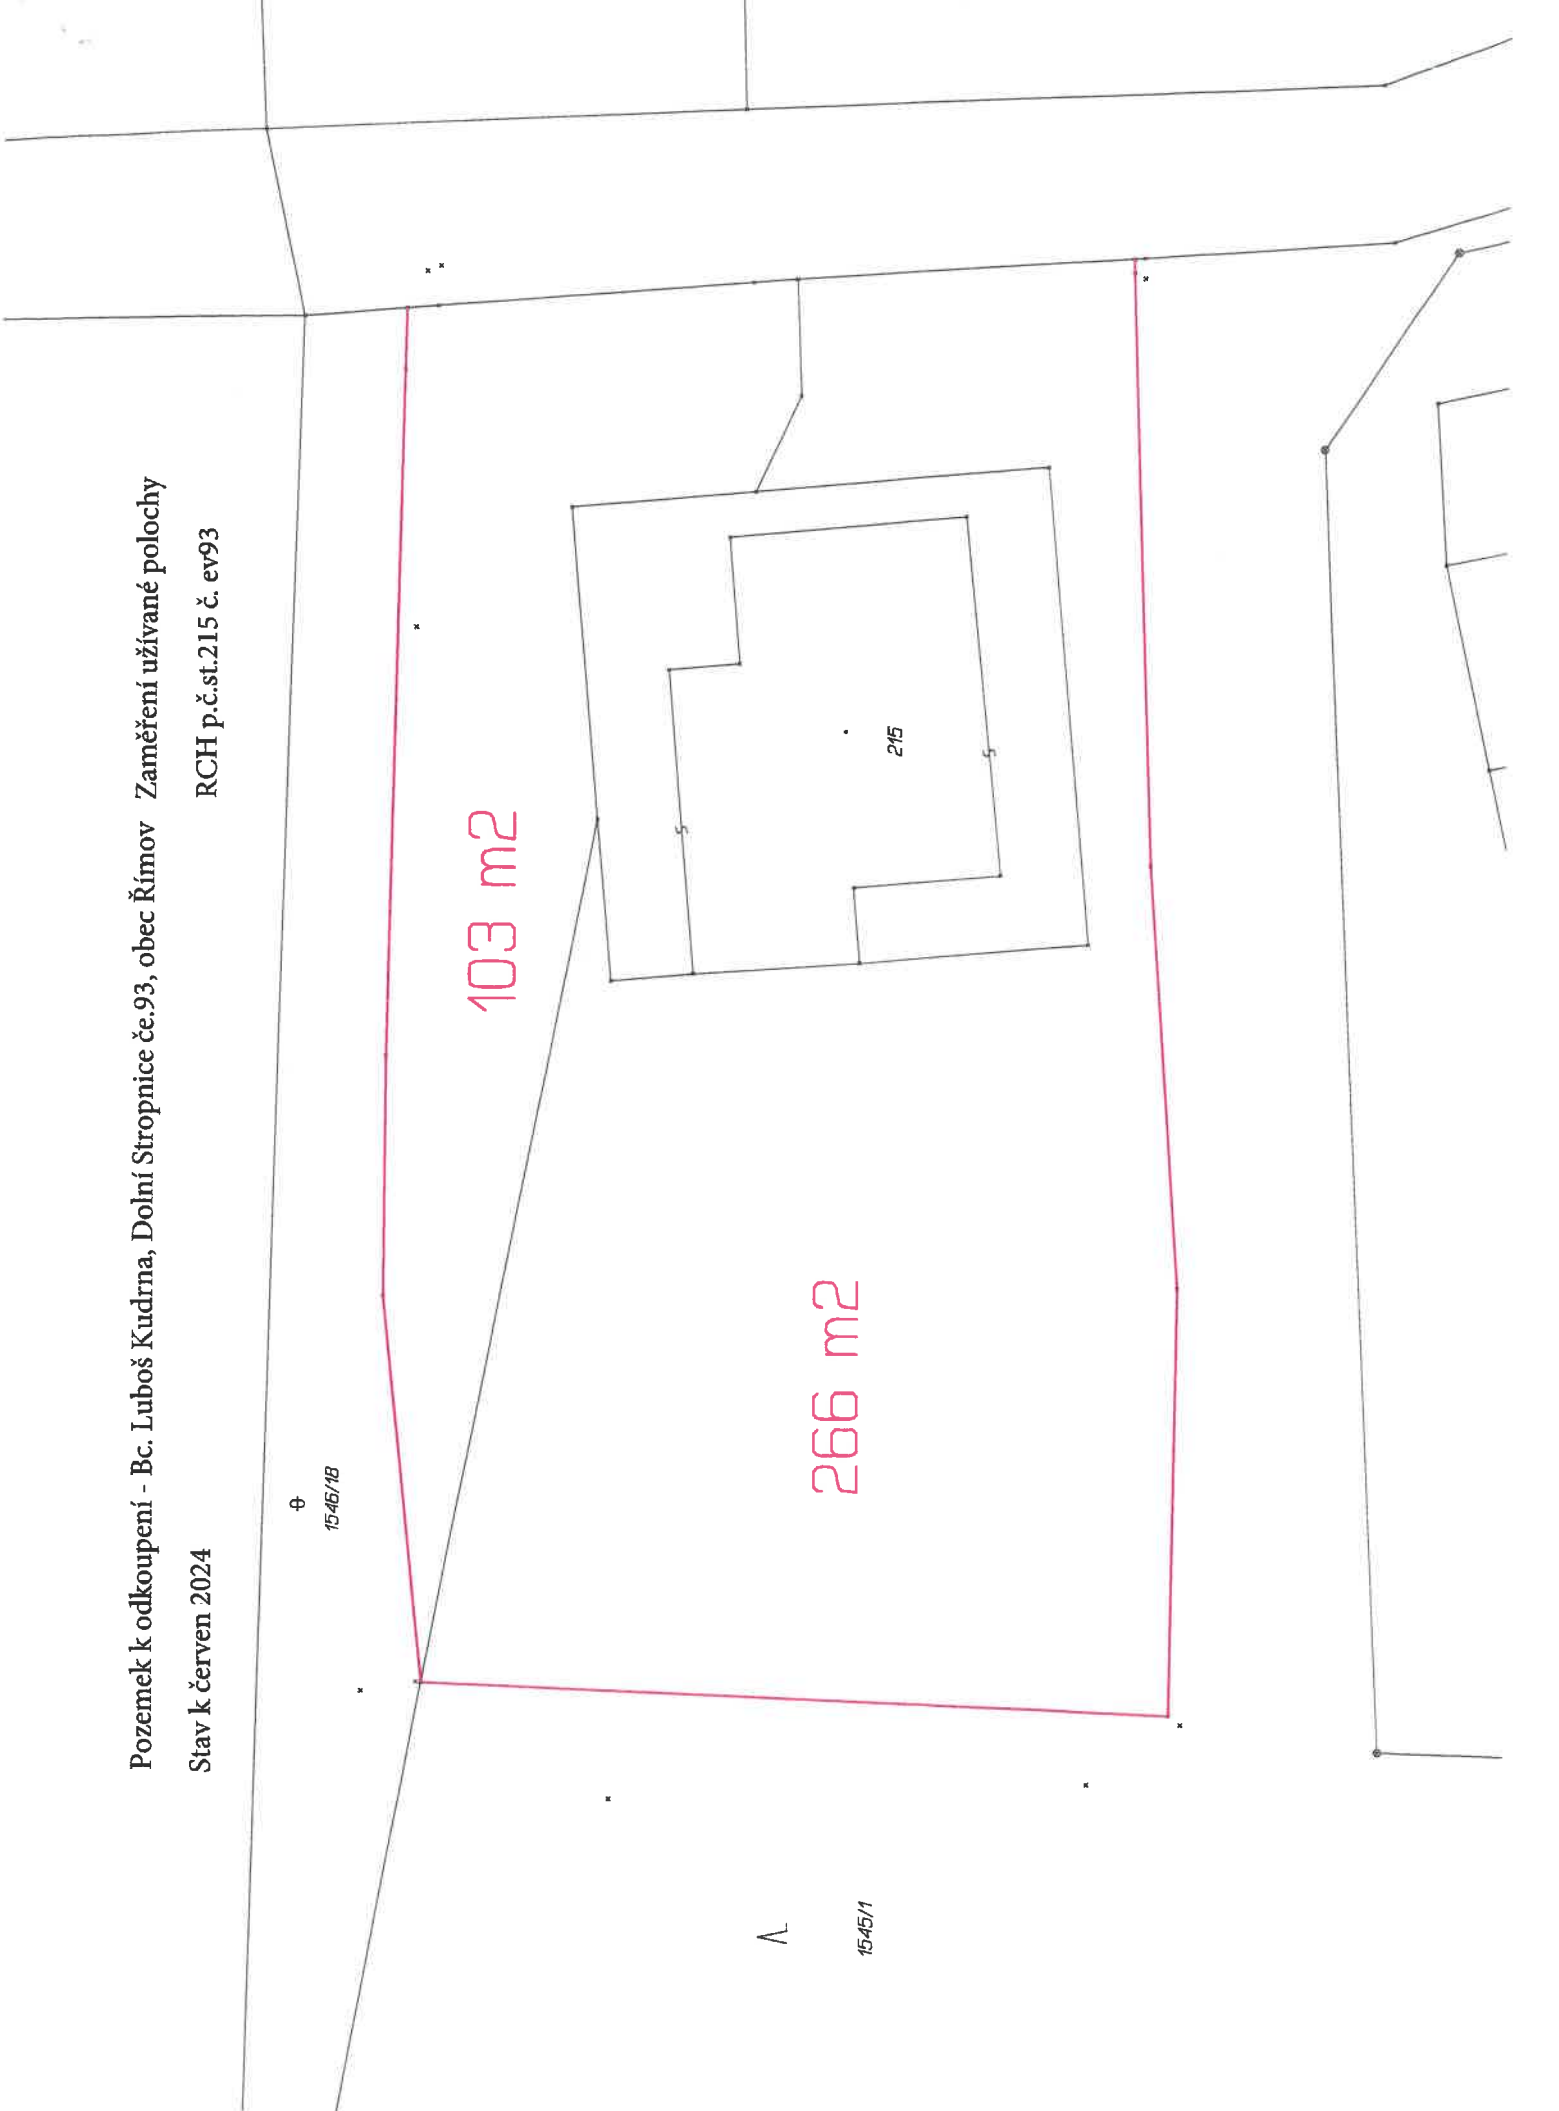 Pozemek k odkoupení - Bc. Luboš Kudrna, Dolní Stropnice če.93, obec Římov Zaměření užívané polochy
Stav k červen 2024 RCH p.č.st.215 č. ev93
1546/18
103 m2
266 m2
215
1545/1